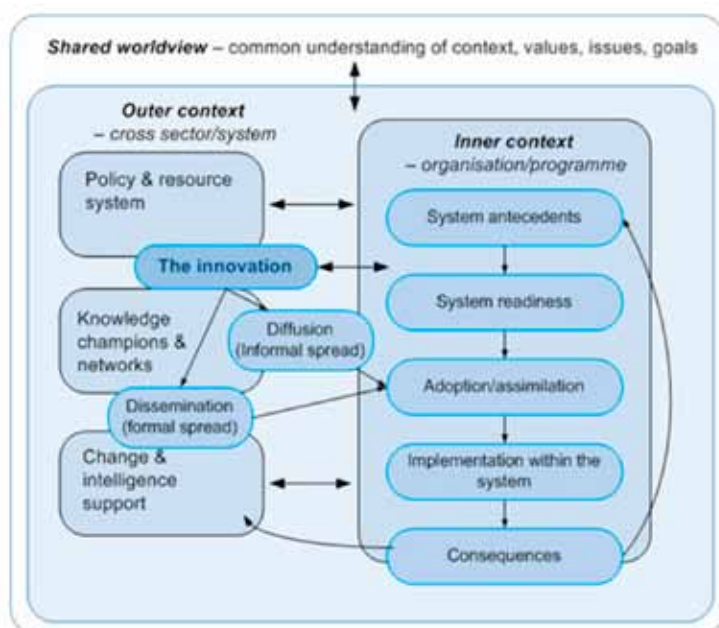 Shared worldview – common understanding of context, values, issues, goals
Outer context
– cross sector/system
Policy & resource
system
The innovation
Knowledge
champions &
networks
Diffusion
(Informal spread)
Dissemination
(formal spread)
Change &
intelligence
support
Inner context
– organisation/programme
System antecedents
System readiness
Adoption/assimilation
Implementation within the
system
Consequences